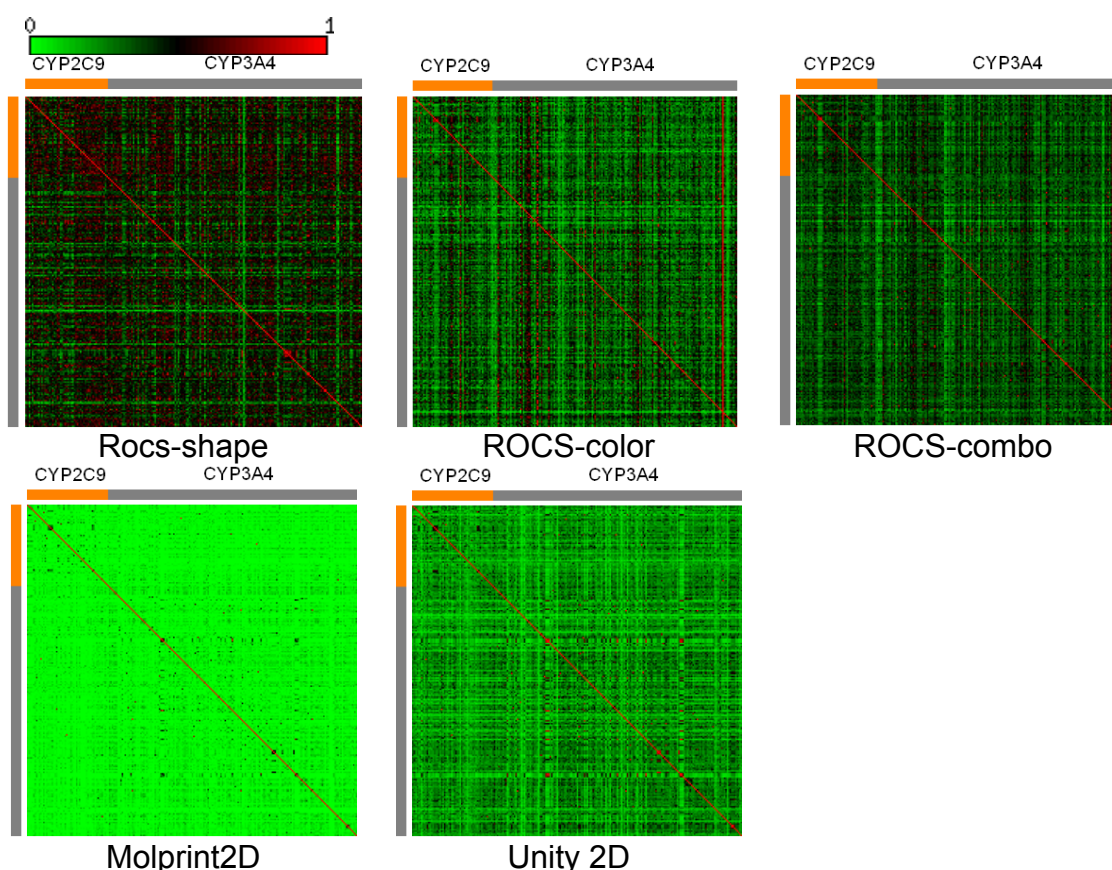 0 1
CYP2C9 CYP3A4
CYP2C9 CYP3A4
CYP2C9 CYP3A4
Rocs-shape
ROCS-color
ROCS-combo
CYP2C9 CYP3A4
CYP2C9 CYP3A4
Molprint2D
Unity 2D